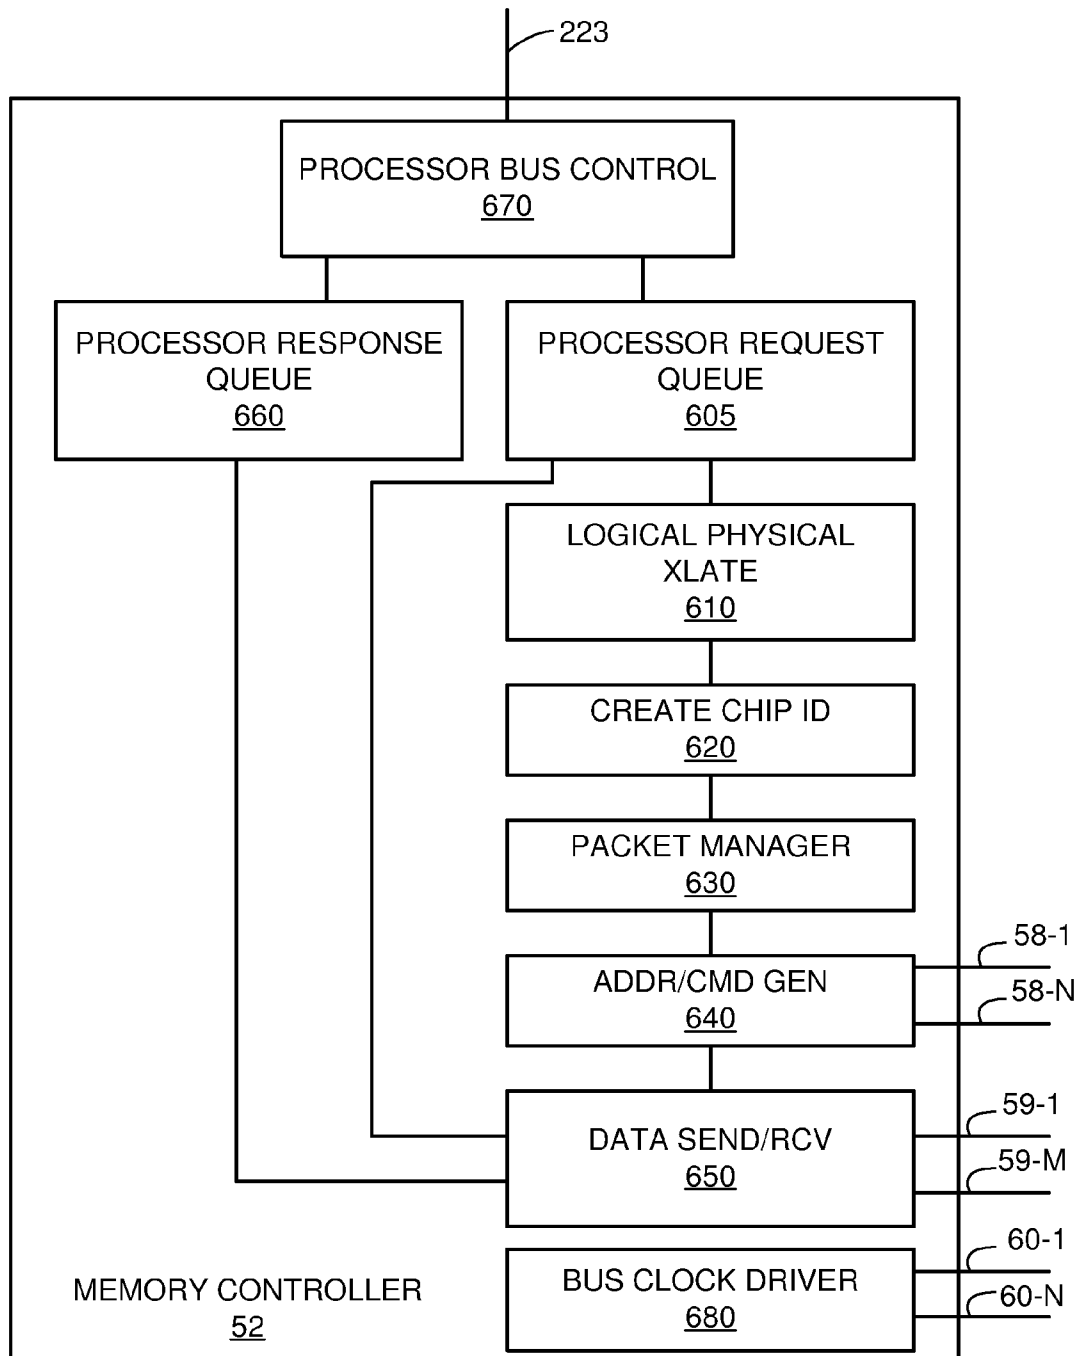 223
PROCESSOR BUS CONTROL
670
PROCESSOR RESPONSE
QUEUE
660
PROCESSOR REQUEST
QUEUE
605
LOGICAL PHYSICAL
XLATE
610
CREATE CHIP ID
620
PACKET MANAGER
630
ADDR/CMD GEN
640
58-1
58-N
DATA SEND/RCV
650
59-1
59-M
BUS CLOCK DRIVER
680
60-1
60-N
MEMORY CONTROLLER
52